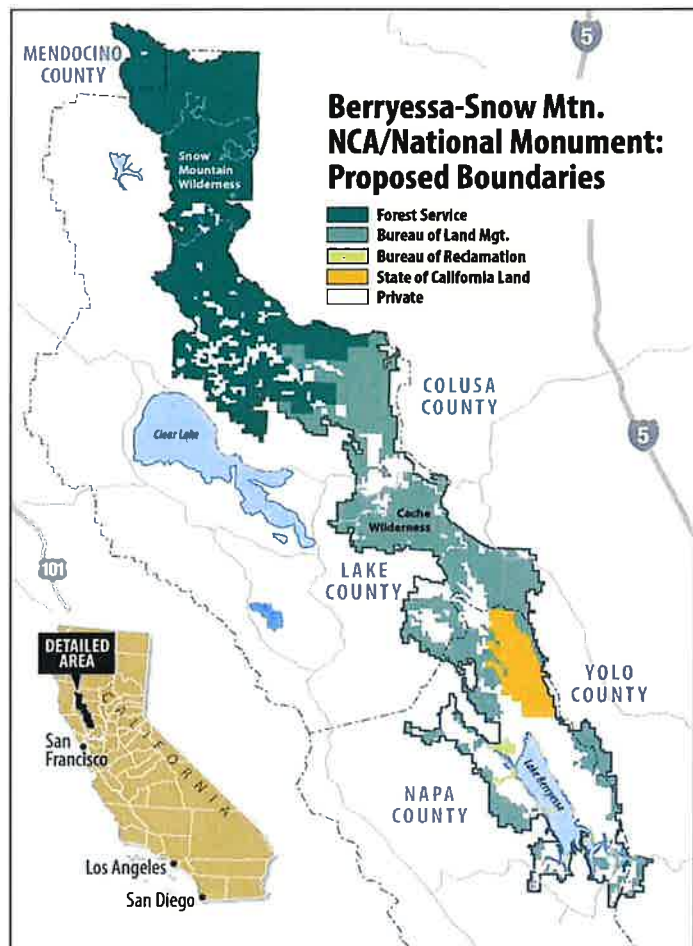 MENDOCINO
COUNTY
5
Berryessa-Snow Mtn.
NCA/National Monument:
Proposed Boundaries
Snow
Mountain
Wilderness
Forest Service
Bureau of Land Mgt.
Bureau of Reclamation
State of California Land
Private
COLUSA
COUNTY
Clear Lake
5
Cache
Wilderness
101
LAKE
COUNTY
DETAILED
AREA
YOLO
COUNTY
CALIFORNIA
San
Francisco
Lake Berryessa
NAPA
COUNTY
Los Angeles
San Diego